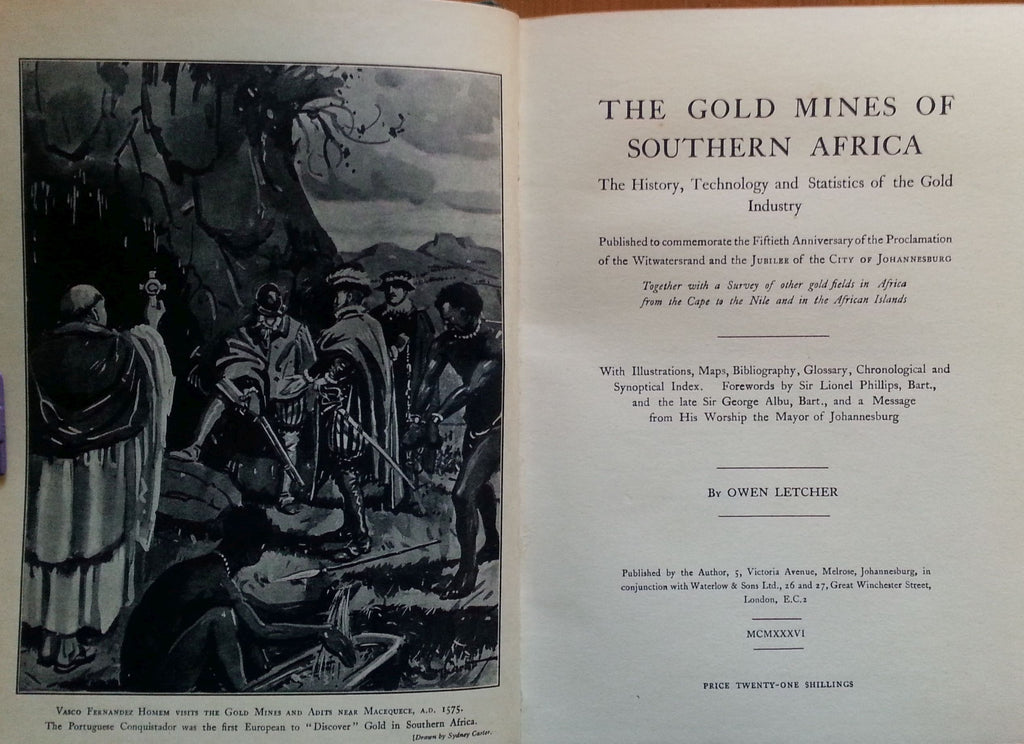 VASCO FERNANDEZ HOMEM VISITS THE GOLD MINES AND ADITS NEAR MACEQUECE, A.D. 1575.
The Portuguese Conquistador was the first European to "Discover" Gold in Southern Africa.
[Drawn by Sydney Carter.
THE GOLD MINES OF
SOUTHERN AFRICA
The History, Technology and Statistics of the Gold
Industry
Published to commemorate the Fiftieth Anniversary of the Proclamation
of the Witwatersrand and the JUBILEE of the CITY OF JOHANNESBURG
Together with a Survey of other goldfields in Africa
from the Cape to the Nile and in the African Islands
With Illustrations, Maps, Bibliography, Glossary, Chronological and
Synoptical Index. Forewords by Sir Lionel Phillips, Bart.,
and the late Sir George Albu, Bart., and a Message
from His Worship the Mayor of Johannesburg
By OWEN LETCHER
Published by the Author, 5, Victoria Avenue, Melrose, Johannesburg, in
conjunction with Waterlow & Sons Ltd., 26 and 27, Great Winchester Street,
London, E.C.2
MCMXXXVI
PRICE TWENTY-ONE SHILLINGS